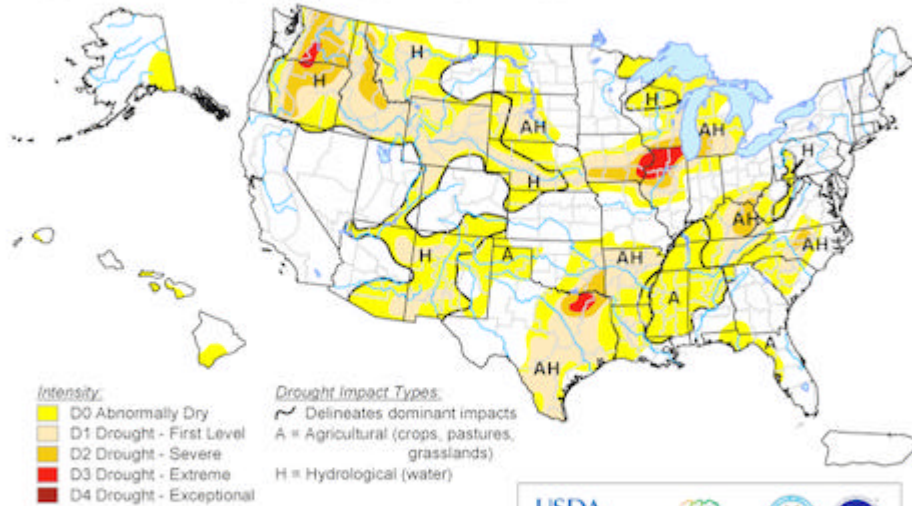 H
H
AH
H
AH
H
H
AH
AH
H
A
AH
A
A
AH
Intensity:
D0 Abnormally Dry
D1 Drought - First Level
D2 Drought - Severe
D3 Drought - Extreme
D4 Drought - Exceptional
Drought Impact Types:
Delineates dominant impacts
A = Agricultural (crops, pastures,
grasslands)
H = Hydrological (water)
USDA